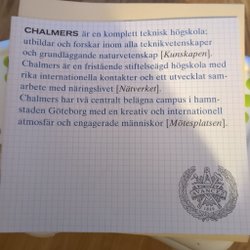 CHALMERS är en komplett teknisk högskola;
utbildar och forskar inom alla teknikvetenskaper
och grundläggande naturvetenskap [Kunskapen].
Chalmers är en fristående stiftelseägd högskola med
rika internationella kontakter och ett utvecklat sam-
arbete med näringslivet [Nätverket].
Chalmers har två centralt belägna campus i hamn-
staden Göteborg med en kreativ och internationell
atmosfär och engagerade människor [Mötesplatsen].
AVANCEZ